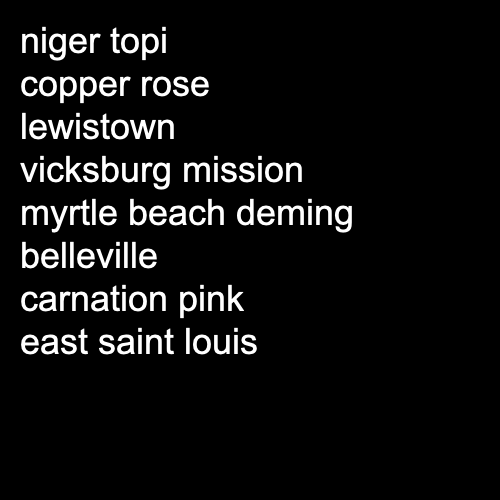 niger topi
copper rose
lewistown
vicksburg mission
myrtle beach deming
belleville
carnation pink
east saint louis